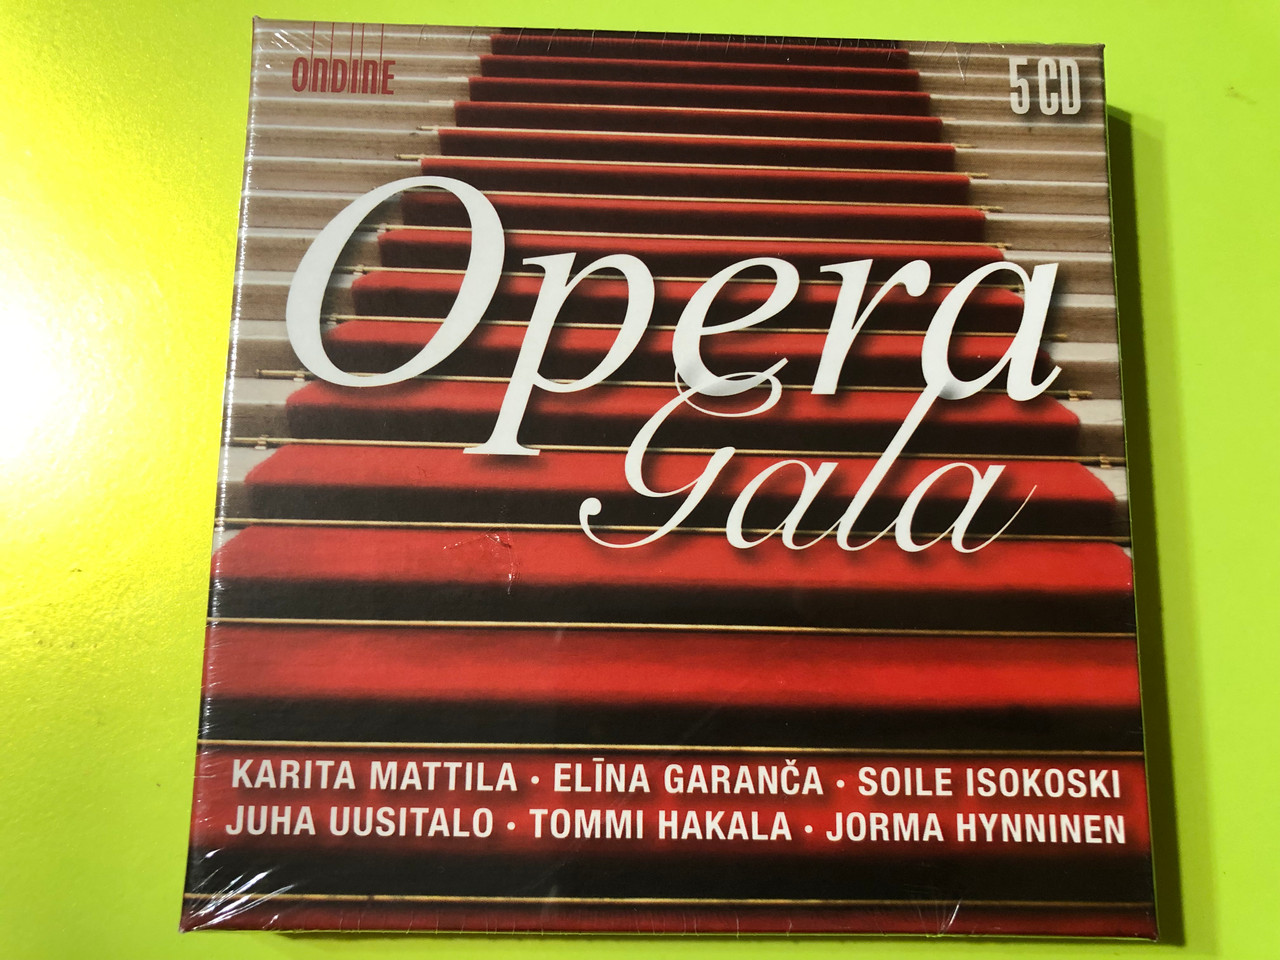 ONDINE
5 CD
Opera
Gala
KARITA MATTILA · ELĪNA GARANČA · SOILE ISOKOSKI
JUHA UUSITALO · TOMMI HAKALA · JORMA HYNNINEN